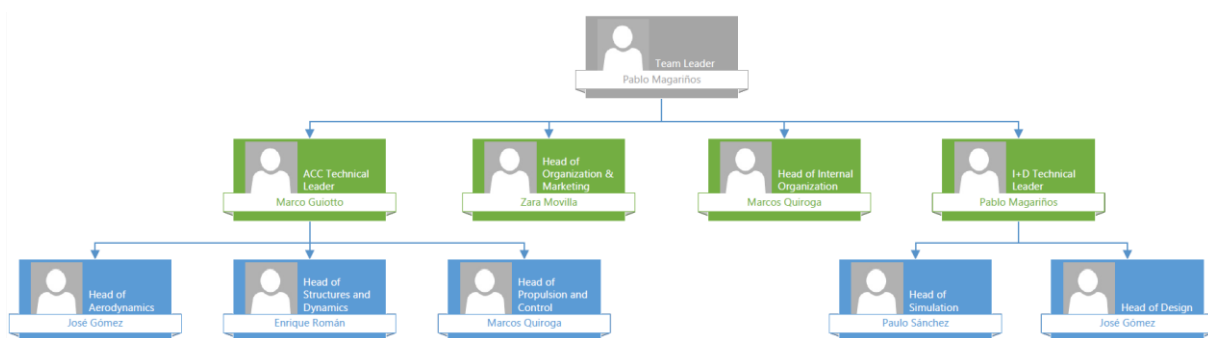 Team Leader
Pablo Magariños
ACC Technical
Leader
Marco Guiotto
Head of
Organization &
Marketing
Zara Movilla
Head of Internal
Organization
Marcos Quiroga
I+D Technical
Leader
Pablo Magariños
Head of
Aerodynamics
José Gómez
Head of
Structures and
Dynamics
Enrique Román
Head of
Propulsion and
Control
Marcos Quiroga
Head of
Simulation
Paulo Sánchez
Head of Design
José Gómez